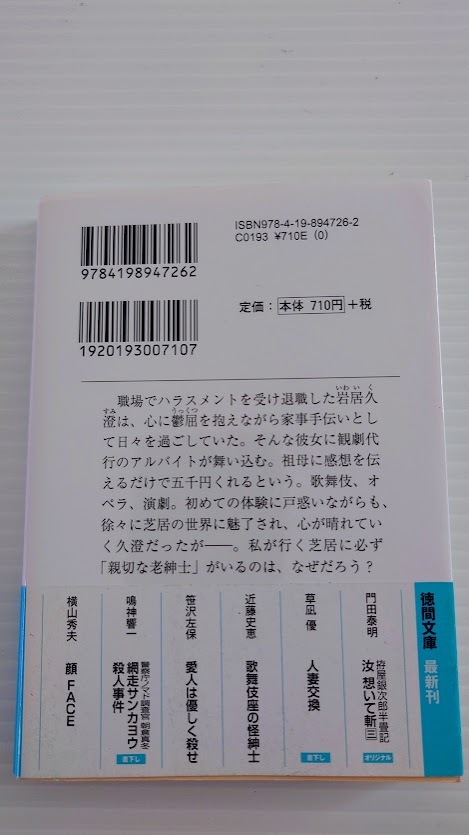 ISBN978-4-19-894726-2
C0193 ¥710E (0)
9784198947262
定価：本体 710円＋税
1920193007107
職場でハラスメントを受け退職した岩居久
いわいく
澄は、心に鬱屈を抱えながら家事手伝いとし
すみ
うっくつ
て日々を過ごしていた。そんな彼女に観劇代
行のアルバイトが舞い込む。祖母に感想を伝
えるだけで五千円くれるという。歌舞伎、オ
ペラ、演劇。初めての体験に戸惑いながらも、
徐々に芝居の世界に魅了され、心が晴れてい
く久澄だったが――。私が行く芝居に必ず
「親切な老紳士」がいるのは、なぜだろう？
徳間文庫 最新刊
門田泰明
拵屋銀次郎半畳記
汝 想いて斬 三
オリジナル
草凪 優
人妻交換
書下し
近藤史恵
歌舞伎座の怪紳士
笹沢左保
愛人は優しく殺せ
鳴神響一
警察庁ノマド調査官 朝倉真冬
網走サンカヨウ
殺人事件
書下し
横山秀夫
顔 FACE